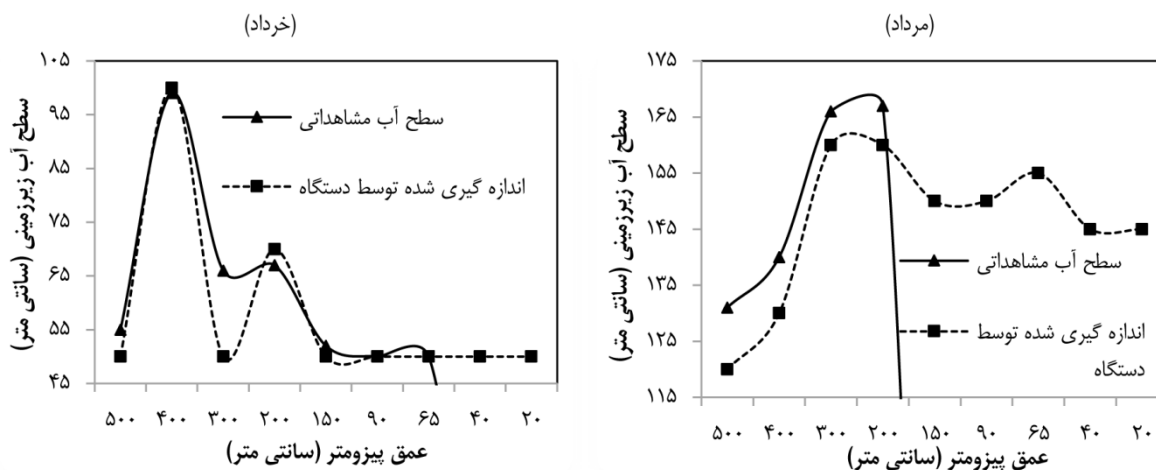 (خرداد)
سطح آب زیرزمینی (سانتی متر)
۱۰۵
۹۵
۸۵
۷۵
۶۵
۵۵
۴۵
سطح آب مشاهداتی
اندازه گیری شده توسط دستگاه
۵۰۰ ۴۰۰ ۳۰۰ ۲۰۰ ۱۵۰ ۹۰ ۶۵ ۴۰ ۲۰
عمق پیزومتر (سانتی متر)
(مرداد)
سطح آب زیرزمینی (سانتی متر)
۱۷۵
۱۶۵
۱۵۵
۱۴۵
۱۳۵
۱۲۵
۱۱۵
سطح آب مشاهداتی
اندازه گیری شده توسط
دستگاه
۵۰۰ ۴۰۰ ۳۰۰ ۲۰۰ ۱۵۰ ۹۰ ۶۵ ۴۰ ۲۰
عمق پیزومتر (سانتی متر)